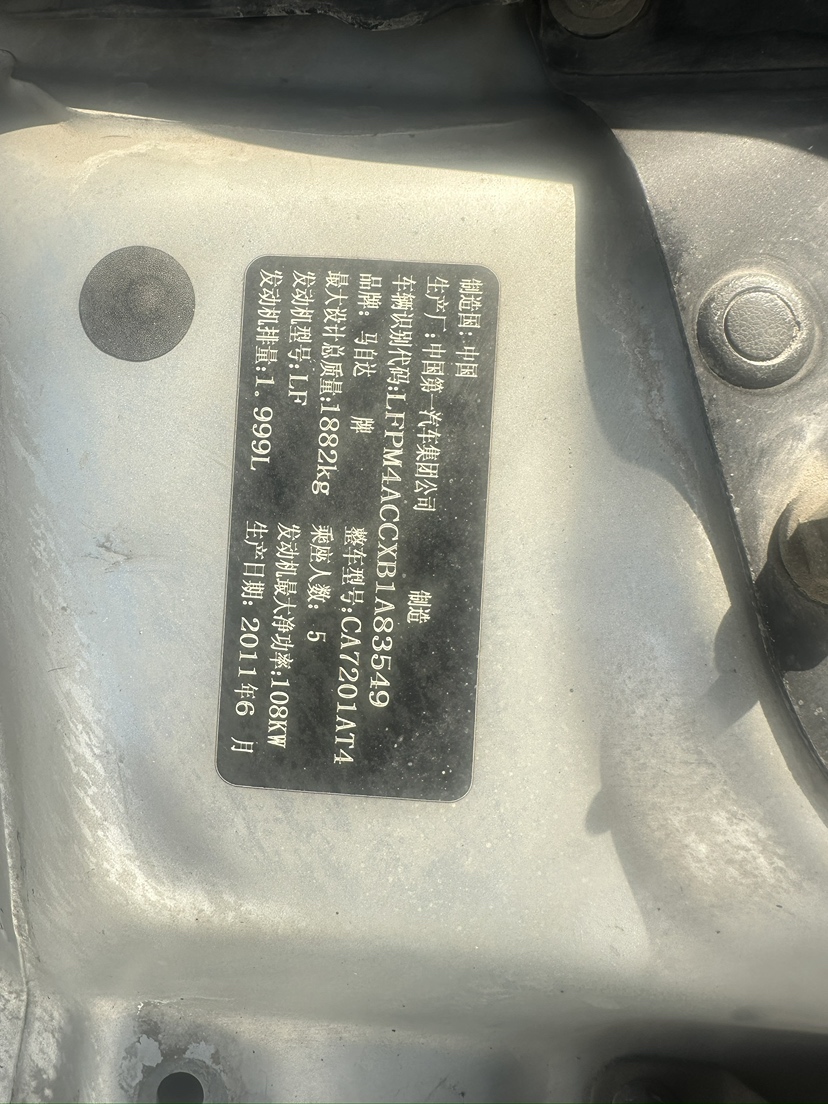 制造国：中国
生产厂：中国第一汽车集团公司 制造
车辆识别代码:LFPM4ACCXB1A83549
品牌：马自达 牌 整车型号:CA7201AT4
最大设计总质量:1882kg 乘座人数：5
发动机型号:LF 发动机最大净功率:108KW
发动机排量:1.999L 生产日期：2011年6 月